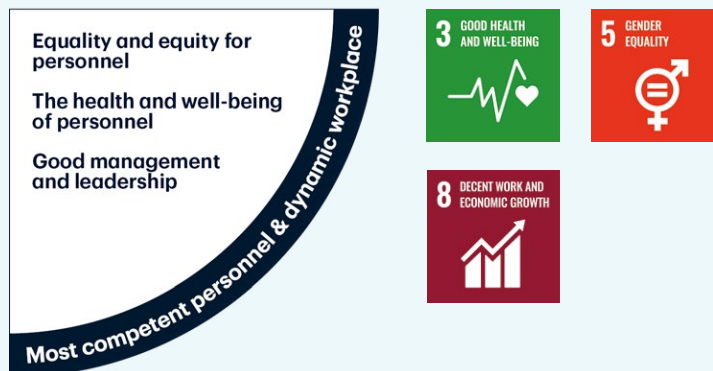 Equality and equity for
personnel
The health and well-being
of personnel
Good management
and leadership
Most competent personnel & dynamic workplace
3 GOOD HEALTH
AND WELL-BEING
5 GENDER
EQUALITY
8 DECENT WORK AND
ECONOMIC GROWTH